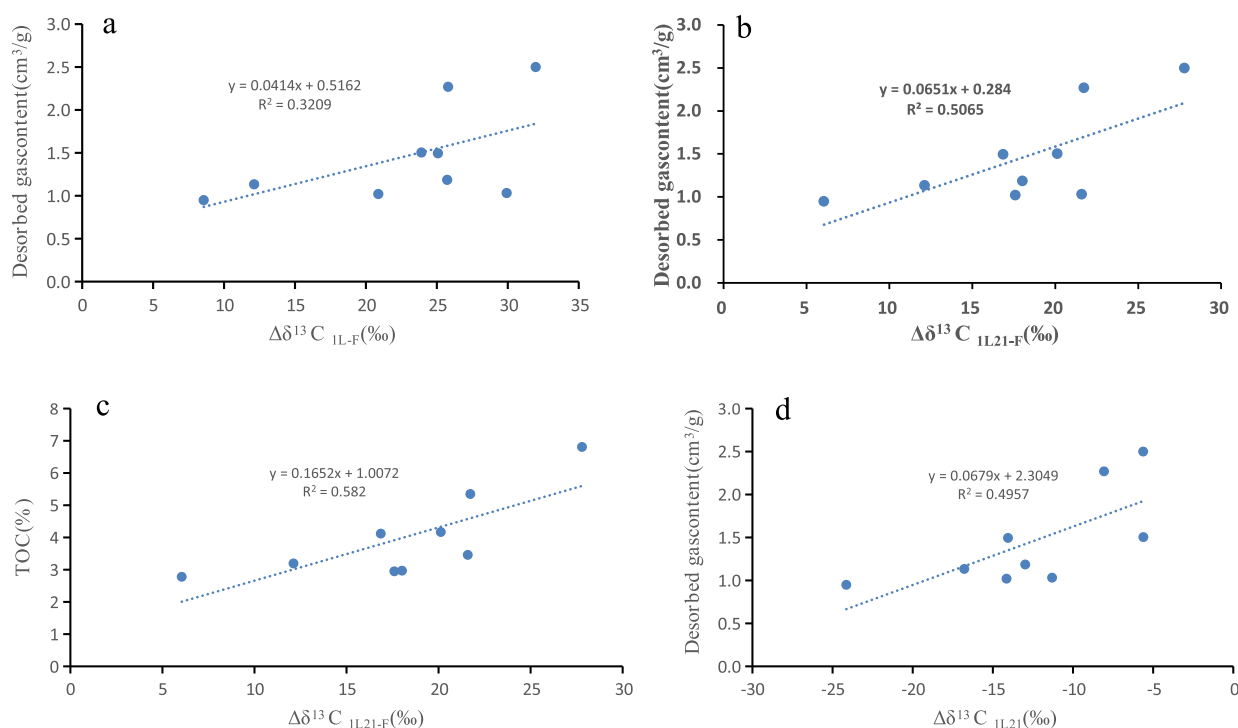 a
Desorbed gascontent(cm³/g)
3.0
2.5
2.0
1.5
1.0
0.5
0.0
y = 0.0414x + 0.5162
R² = 0.3209
0 5 10 15 20 25 30 35
Δδ¹³C 1L-F(‰)
b
Desorbed gascontent(cm³/g)
3.0
2.5
2.0
1.5
1.0
0.5
0.0
y = 0.0651x + 0.284
R² = 0.5065
0 5 10 15 20 25 30
Δδ¹³C 1L21-F(‰)
c
TOC(%)
8
7
6
5
4
3
2
1
0
y = 0.1652x + 1.0072
R² = 0.582
0 5 10 15 20 25 30
Δδ¹³C 1L21-F(‰)
d
Desorbed gascontent(cm³/g)
3.0
2.5
2.0
1.5
1.0
0.5
0.0
y = 0.0679x + 2.3049
R² = 0.4957
-30 -25 -20 -15 -10 -5 0
Δδ¹³C 1L21(‰)